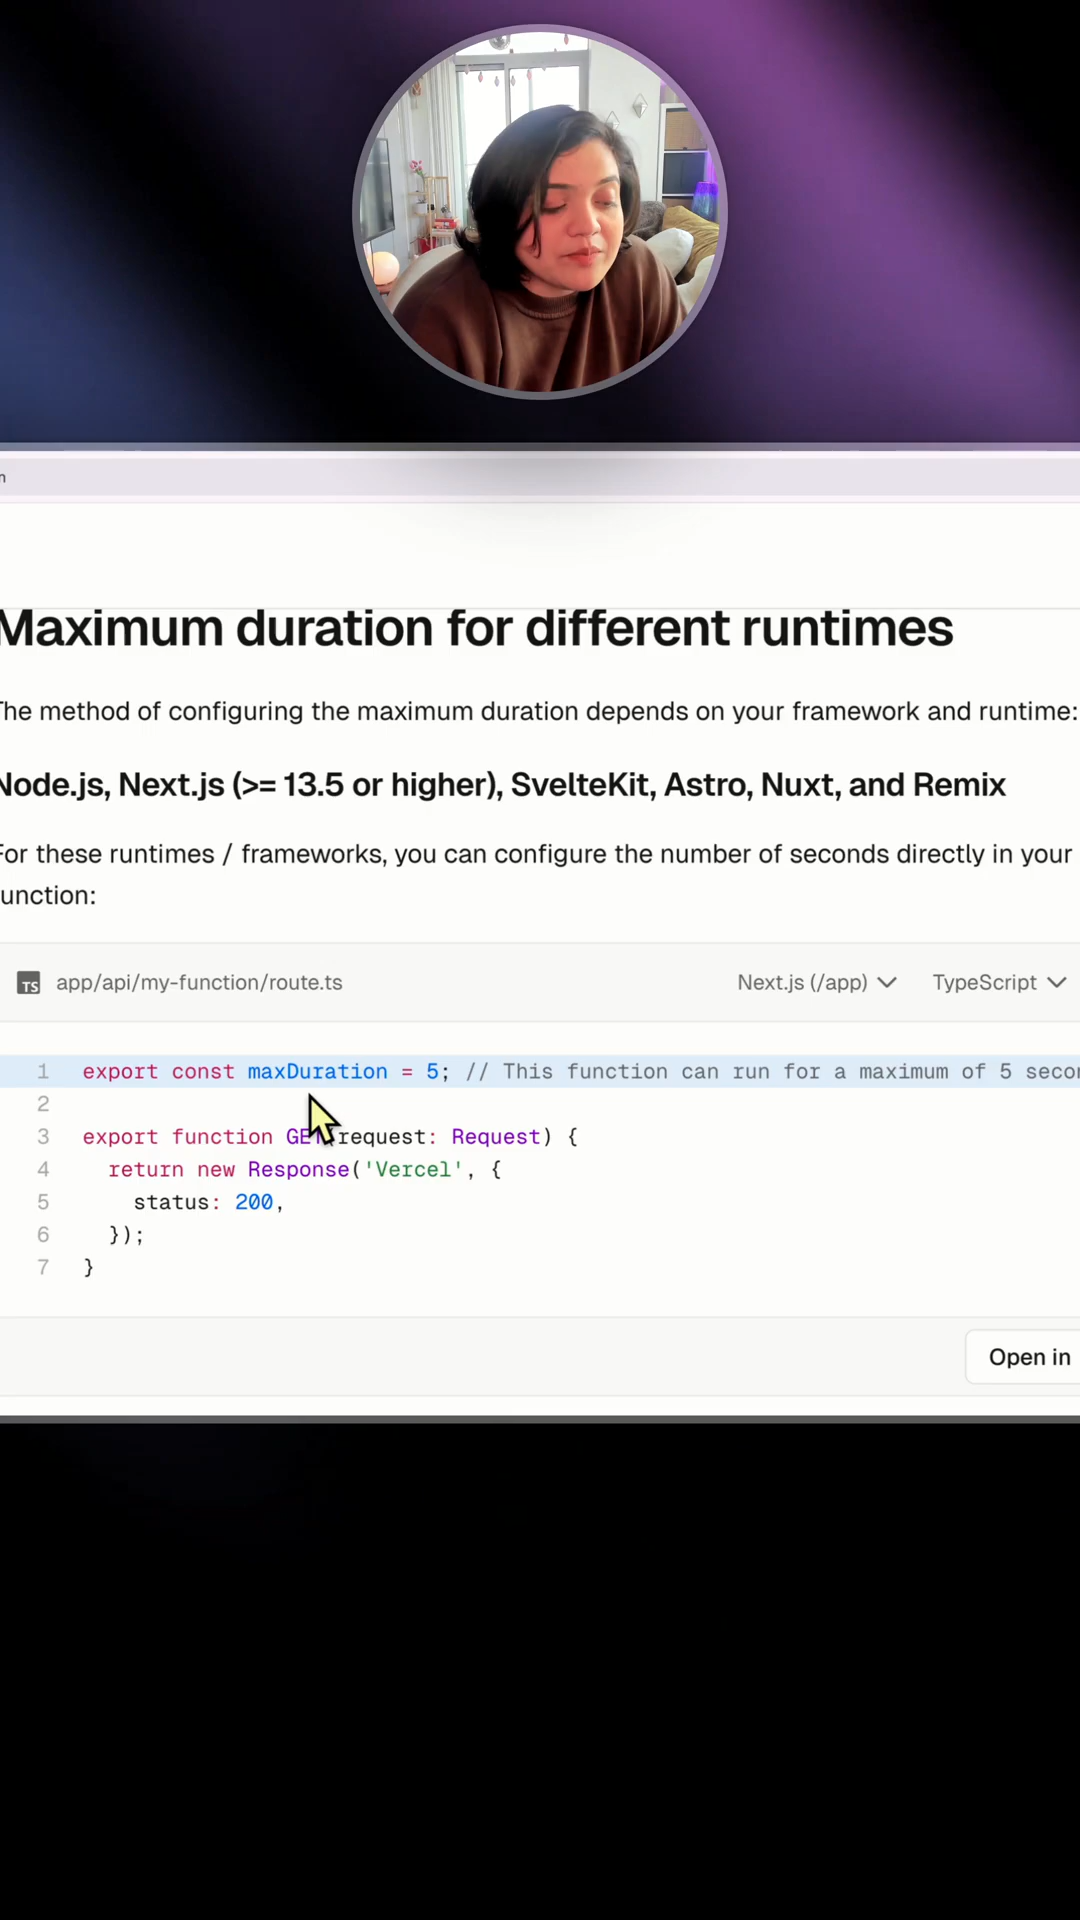 n
Maximum duration for different runtimes
The method of configuring the maximum duration depends on your framework and runtime:
Node.js, Next.js (>= 13.5 or higher), SvelteKit, Astro, Nuxt, and Remix
For these runtimes / frameworks, you can configure the number of seconds directly in your
unction:
TS app/api/my-function/route.ts Next.js (/app) TypeScript
1 export const maxDuration = 5; // This function can run for a maximum of 5 secon
2
3 export function GET(request: Request) {
4 return new Response('Vercel', {
5 status: 200,
6 });
7 }
Open in